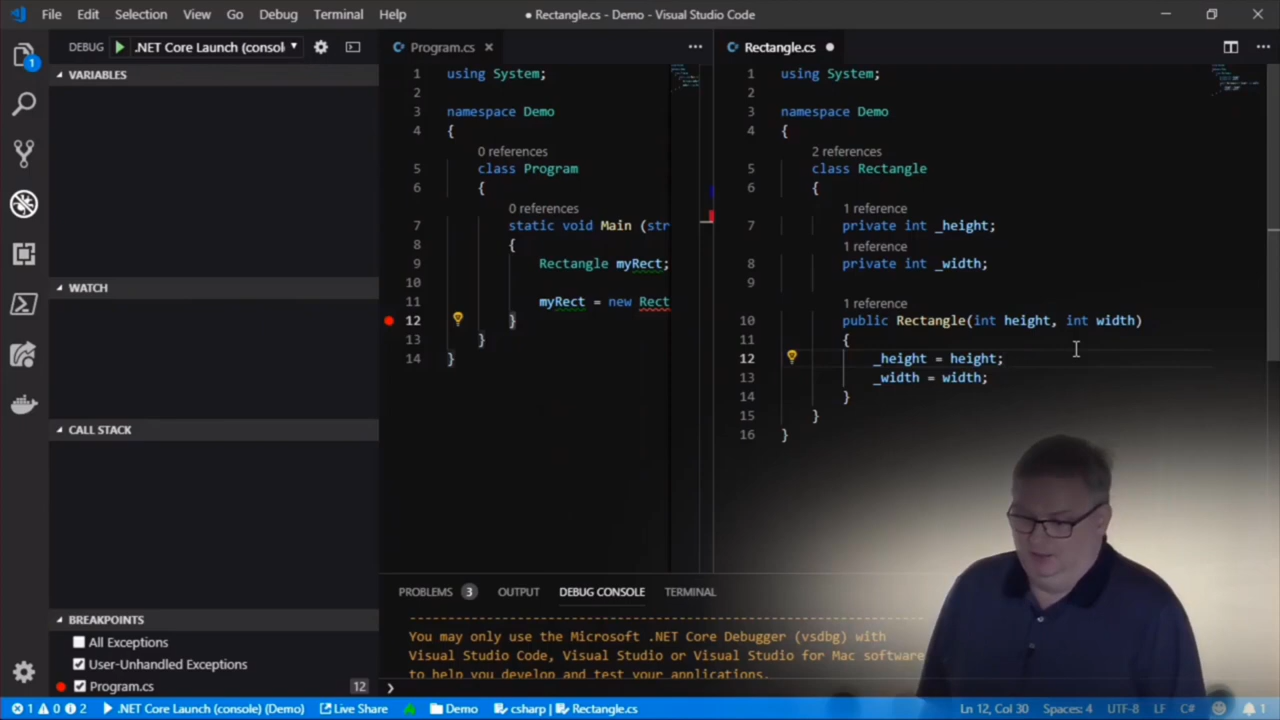 File Edit Selection View Go Debug Terminal Help
● Rectangle.cs - Demo - Visual Studio Code
DEBUG .NET Core Launch (consol
VARIABLES
WATCH
CALL STACK
BREAKPOINTS
All Exceptions
User-Unhandled Exceptions
Program.cs 12
1
Program.cs
1 using System;
2
3 namespace Demo
4 {
0 references
5 class Program
6 {
0 references
7 static void Main (str
8 {
9 Rectangle myRect;
10
11 myRect = new Rect
12 }
13 }
14 }
Rectangle.cs
1 using System;
2
3 namespace Demo
4 {
2 references
5 class Rectangle
6 {
1 reference
7 private int _height;
1 reference
8 private int _width;
9
1 reference
10 public Rectangle(int height, int width)
11 {
12 _height = height;
13 _width = width;
14 }
15 }
16 }
PROBLEMS 3 OUTPUT DEBUG CONSOLE TERMINAL
You may only use the Microsoft .NET Core Debugger (vsdbg) with
Visual Studio Code, Visual Studio or Visual Studio for Mac software
to help you develop and test your applications.
1 0 2 .NET Core Launch (console) (Demo) Live Share Demo csharp | Rectangle.cs Ln 12, Col 30 Spaces: 4 UTF-8 LF C# 1